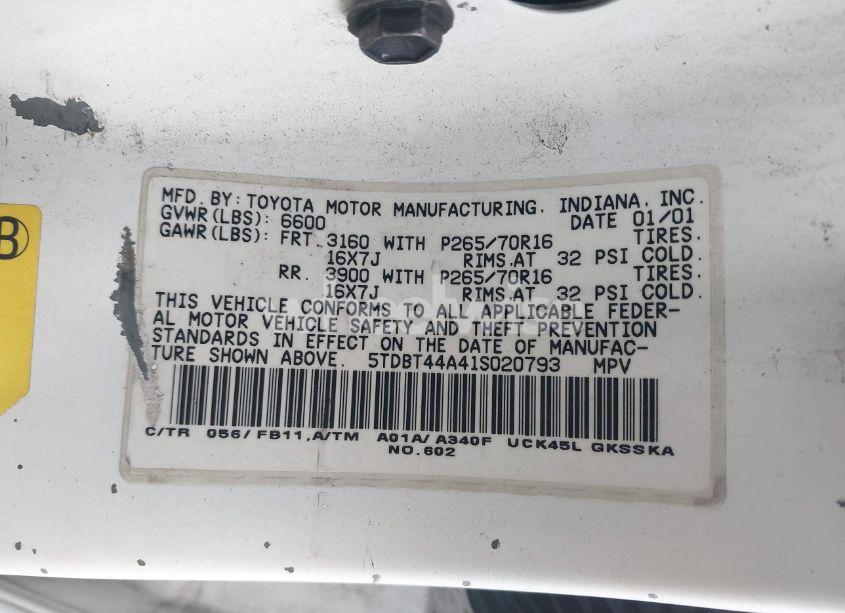 B
MFD. BY: TOYOTA MOTOR MANUFACTURING, INDIANA, INC.
GVWR(LBS): 6600 DATE 01/01
GAWR(LBS): FRT. 3160 WITH P265/70R16 TIRES.
16X7J RIMS.AT 32 PSI COLD.
RR. 3900 WITH P265/70R16 TIRES.
16X7J RIMS.AT 32 PSI COLD.
THIS VEHICLE CONFORMS TO ALL APPLICABLE FEDER-
AL MOTOR VEHICLE SAFETY AND THEFT PREVENTION
STANDARDS IN EFFECT ON THE DATE OF MANUFAC-
TURE SHOWN ABOVE. 5TDBT44A41S020793 MPV
C/TR 056/FB11,A/TM A01A/A340F UCK45L GKSSKA
NO.602